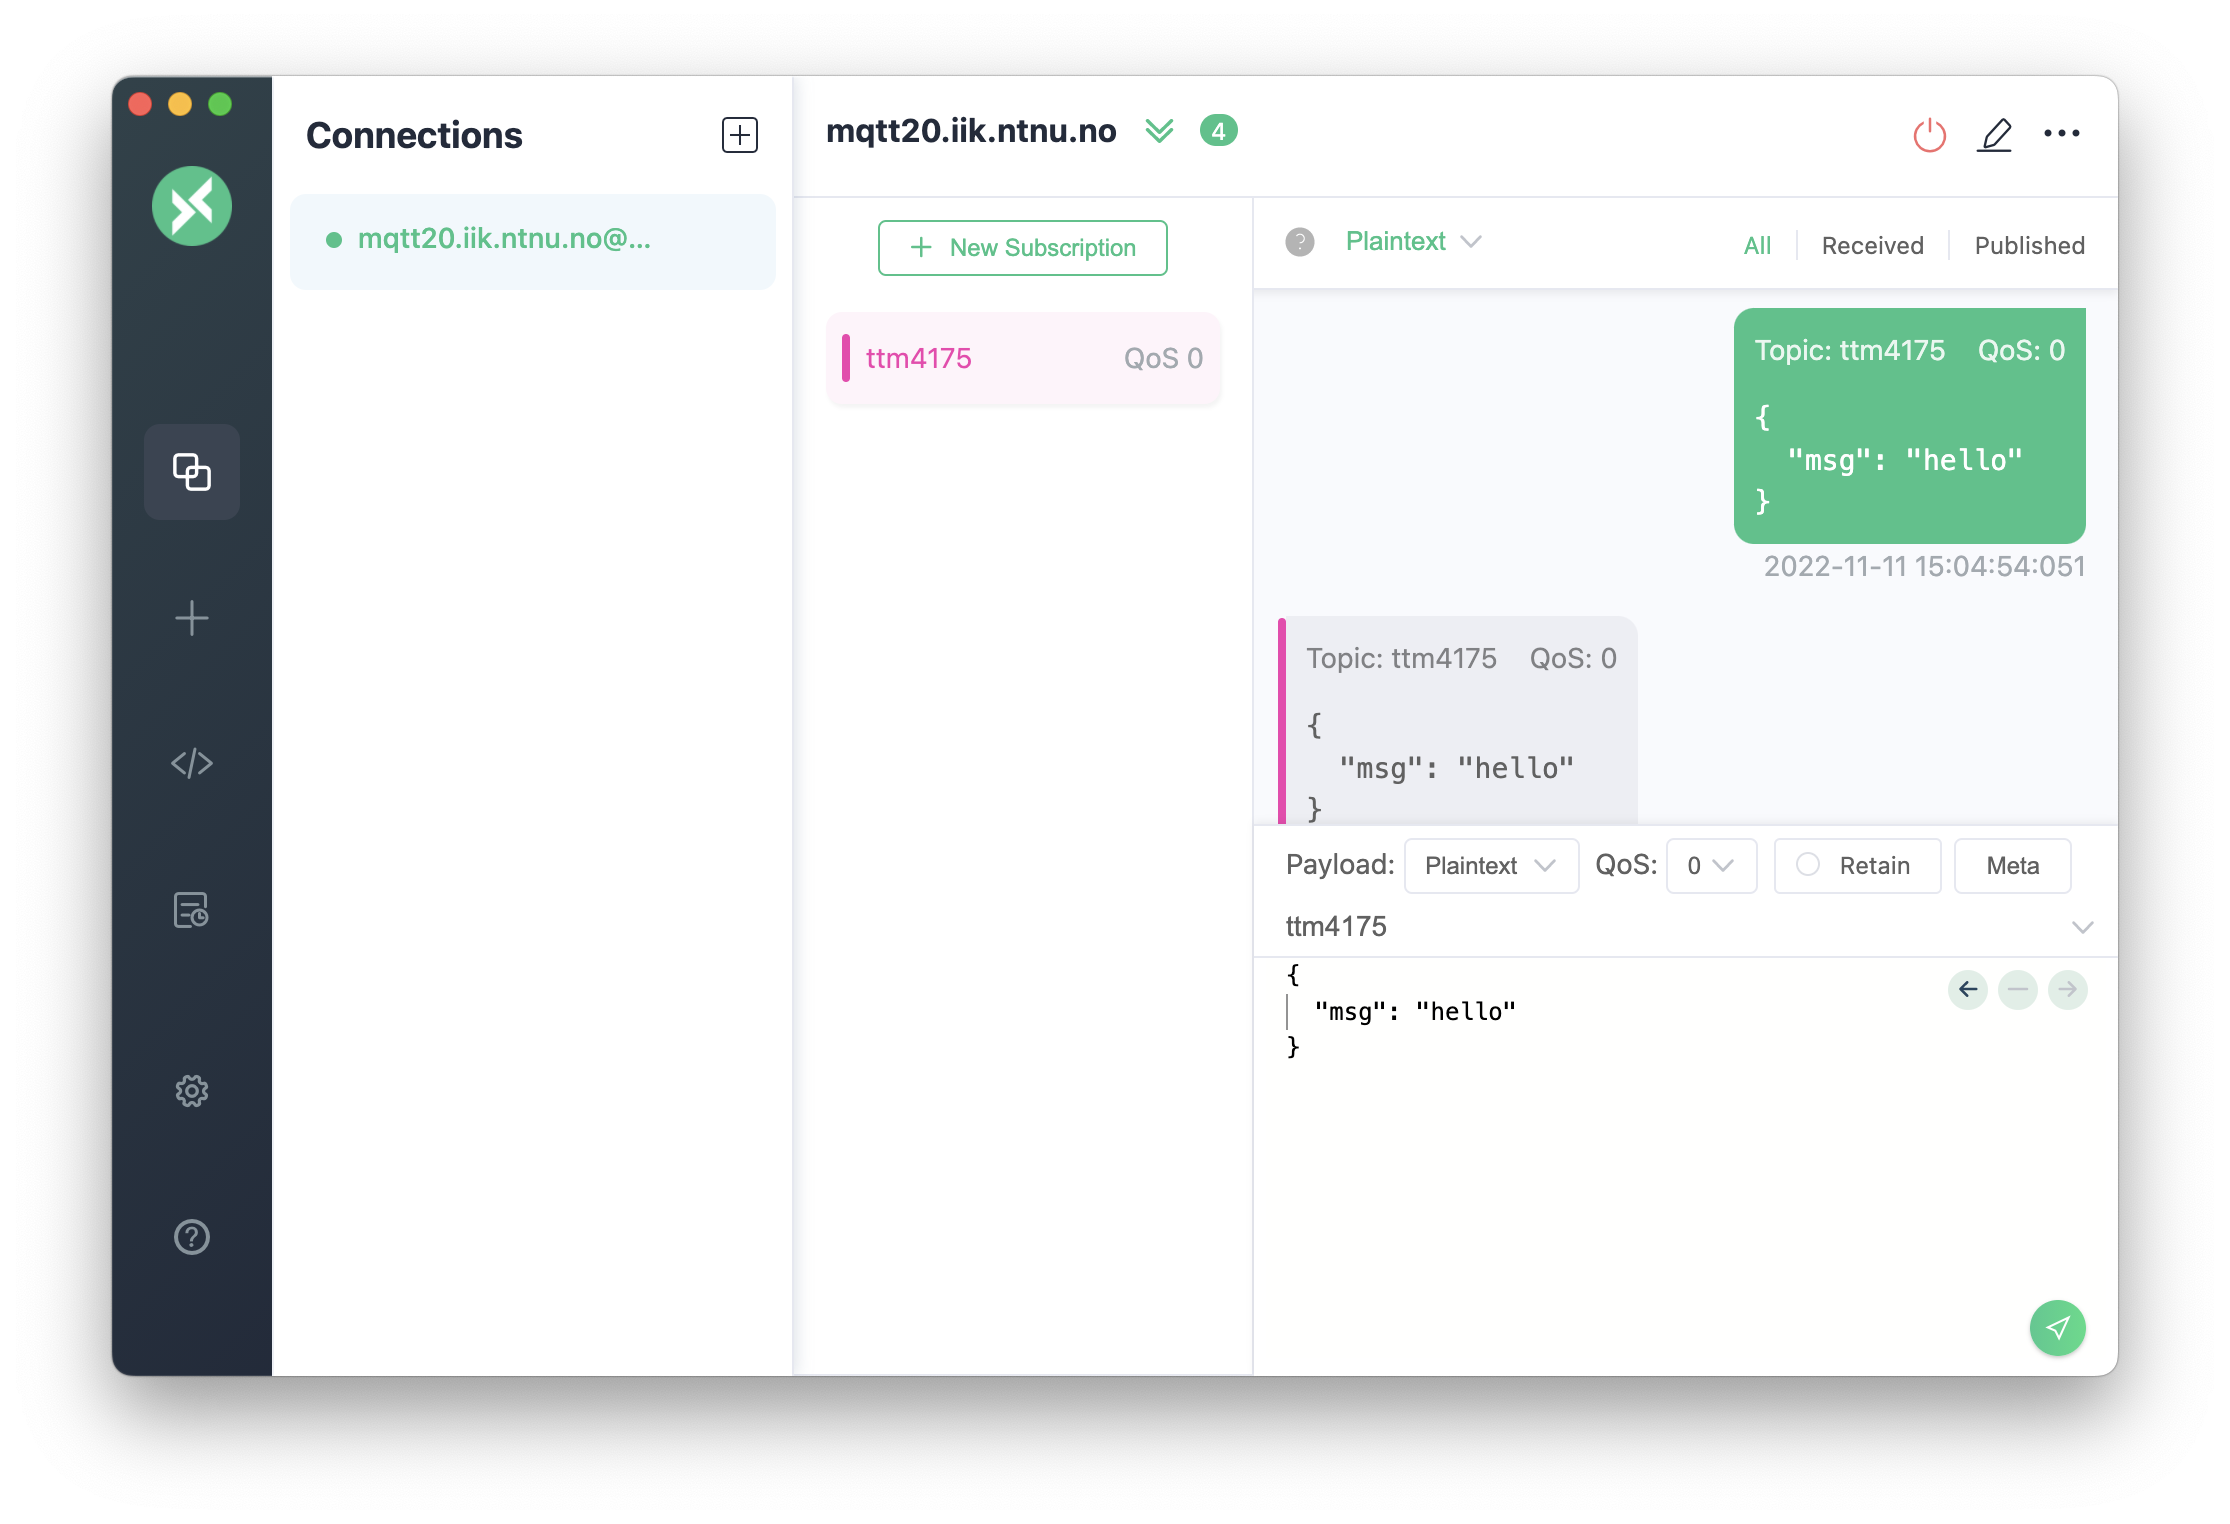 Connections
mqtt20.iik.ntnu.no@...
mqtt20.iik.ntnu.no 4
+ New Subscription
ttm4175 QoS 0
Plaintext
All Received Published
Topic: ttm4175 QoS: 0
{
"msg": "hello"
}
2022-11-11 15:04:54:051
Topic: ttm4175 QoS: 0
{
"msg": "hello"
}
Payload: Plaintext QoS: 0 Retain Meta
ttm4175
{
"msg": "hello"
}